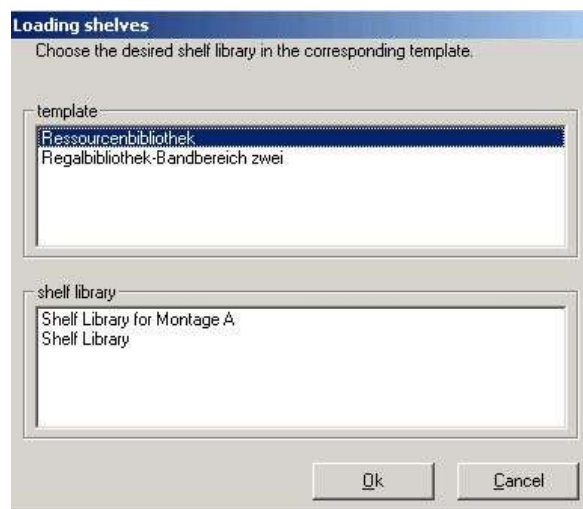 Loading shelves
Choose the desired shelf library in the corresponding template.
template
Ressourcenbibliothek
Regalbibliothek-Bandbereich zwei
shelf library
Shelf Library for Montage A
Shelf Library
Ok
Cancel